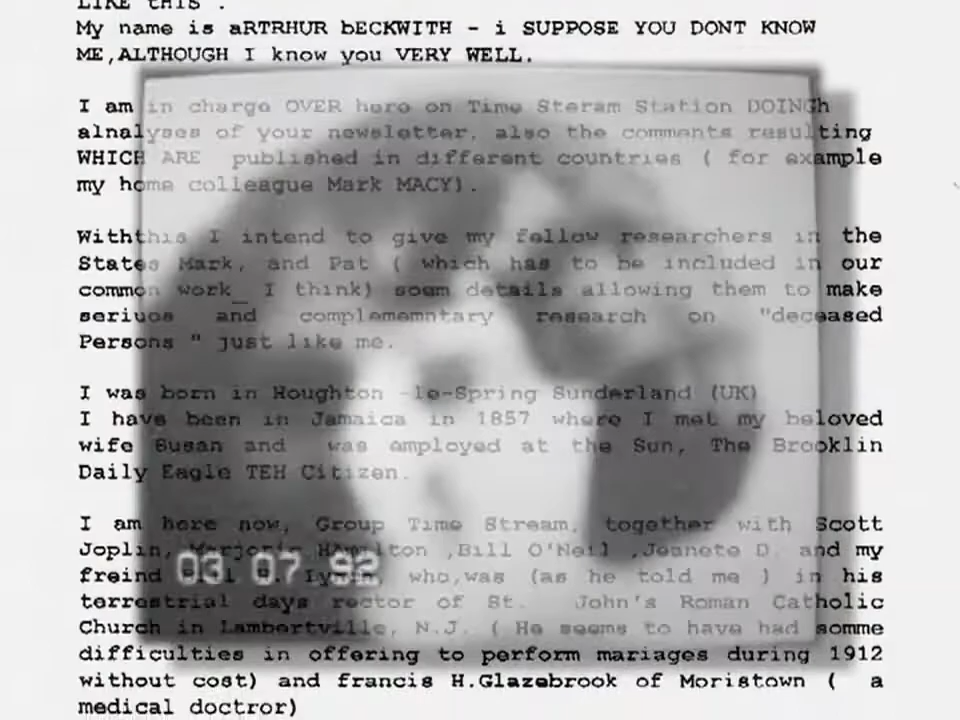 LIKE tHIS .
My name is aRTRHUR bECKWITH - i SUPPOSE YOU DONT KNOW
ME,ALTHOUGH I know you VERY WELL.
I am in charge OVER hero on Time Steram Station DOINGh
alnalyses of your newsletter, also the comments resulting
WHICH ARE published in different countries ( for example
my home colleague Mark MACY).
Withthis I intend to give my fellow researchers in the
States Mark, and Pat ( which has to be included in our
common work_ I think) soem details allowing them to make
seriuos and complememntary research on "deceased
Persons " just like me.
I was born in Houghton -le-Spring Sunderland (UK)
I have been in Jamaica in 1857 where I met my beloved
wife Susan and was employed at the Sun, The Brooklin
Daily Eagle TEH Citizen.
I am here now, Group Time Stream, together with Scott
Joplin, Marjorie HAmilton ,Bill O'Neil ,Jeanete D. and my
freind who,was (as he told me ) in his
terrestrial days rector of St. John's Roman Catholic
Church in Lambertville, N.J. ( He seems to have had somme
difficulties in offering to perform mariages during 1912
without cost) and francis H.Glazebrook of Moristown ( a
medical doctror)
03 07 92